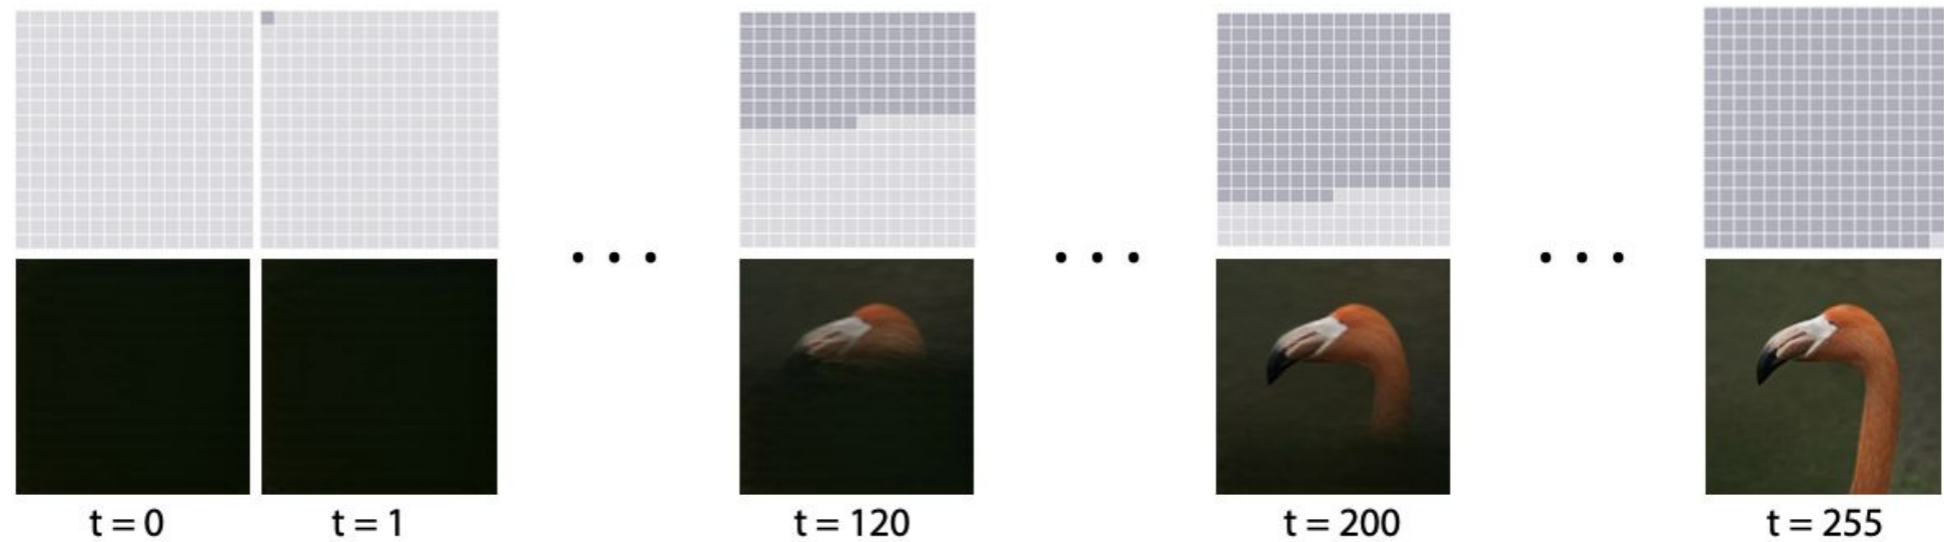 t = 0
t = 1
t = 120
t = 200
t = 255